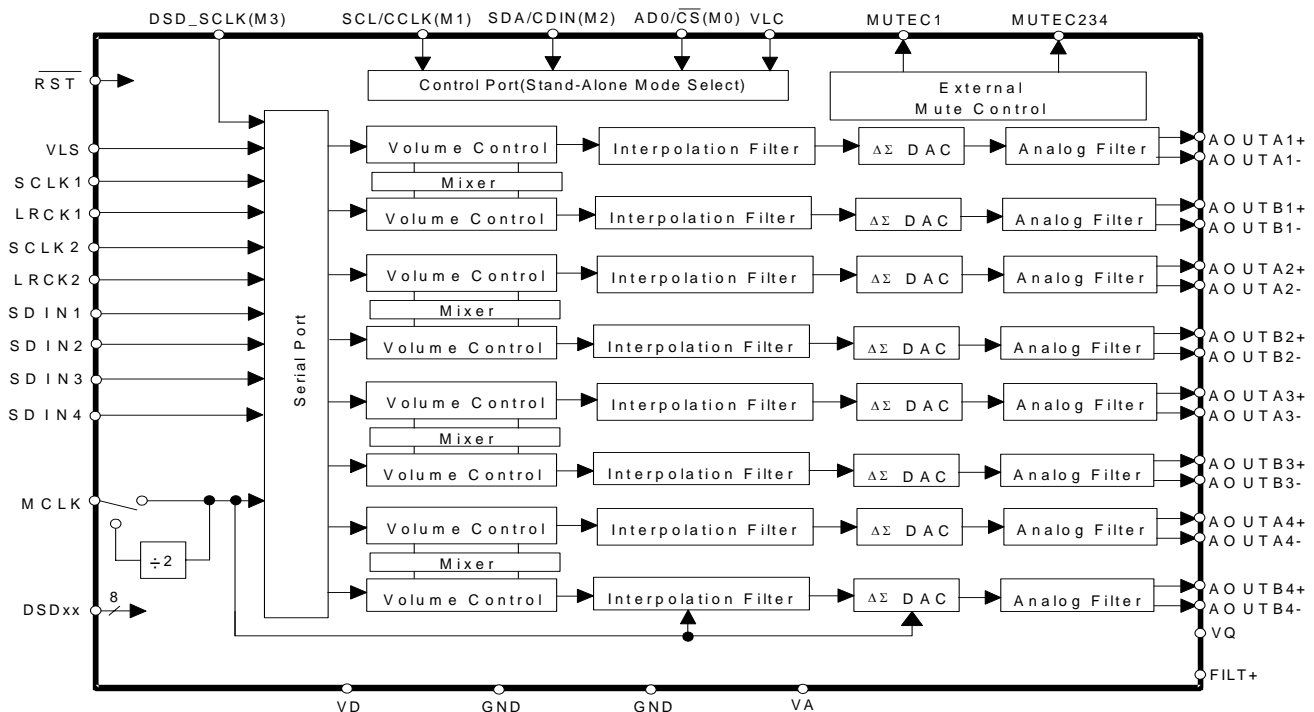 DSD_SCLK(M3) SCL/CCLK(M1) SDA/CDIN(M2) AD0/CS(M0) VLC MUTEC1 MUTEC234
RST
Control Port(Stand-Alone Mode Select)
External
Mute Control
VLS
SCLK1
LRCK1
SCLK2
LRCK2
SDIN1
SDIN2
SDIN3
SDIN4
MCLK
÷2
DSDxx
8
Serial Port
Volume Control Interpolation Filter ΔΣ DAC Analog Filter AOUTA1+
AOUTA1-
Mixer
Volume Control Interpolation Filter ΔΣ DAC Analog Filter AOUTB1+
AOUTB1-
Volume Control Interpolation Filter ΔΣ DAC Analog Filter AOUTA2+
AOUTA2-
Mixer
Volume Control Interpolation Filter ΔΣ DAC Analog Filter AOUTB2+
AOUTB2-
Volume Control Interpolation Filter ΔΣ DAC Analog Filter AOUTA3+
AOUTA3-
Mixer
Volume Control Interpolation Filter ΔΣ DAC Analog Filter AOUTB3+
AOUTB3-
Volume Control Interpolation Filter ΔΣ DAC Analog Filter AOUTA4+
AOUTA4-
Mixer
Volume Control Interpolation Filter ΔΣ DAC Analog Filter AOUTB4+
AOUTB4-
VQ
FILT+
VD GND GND VA